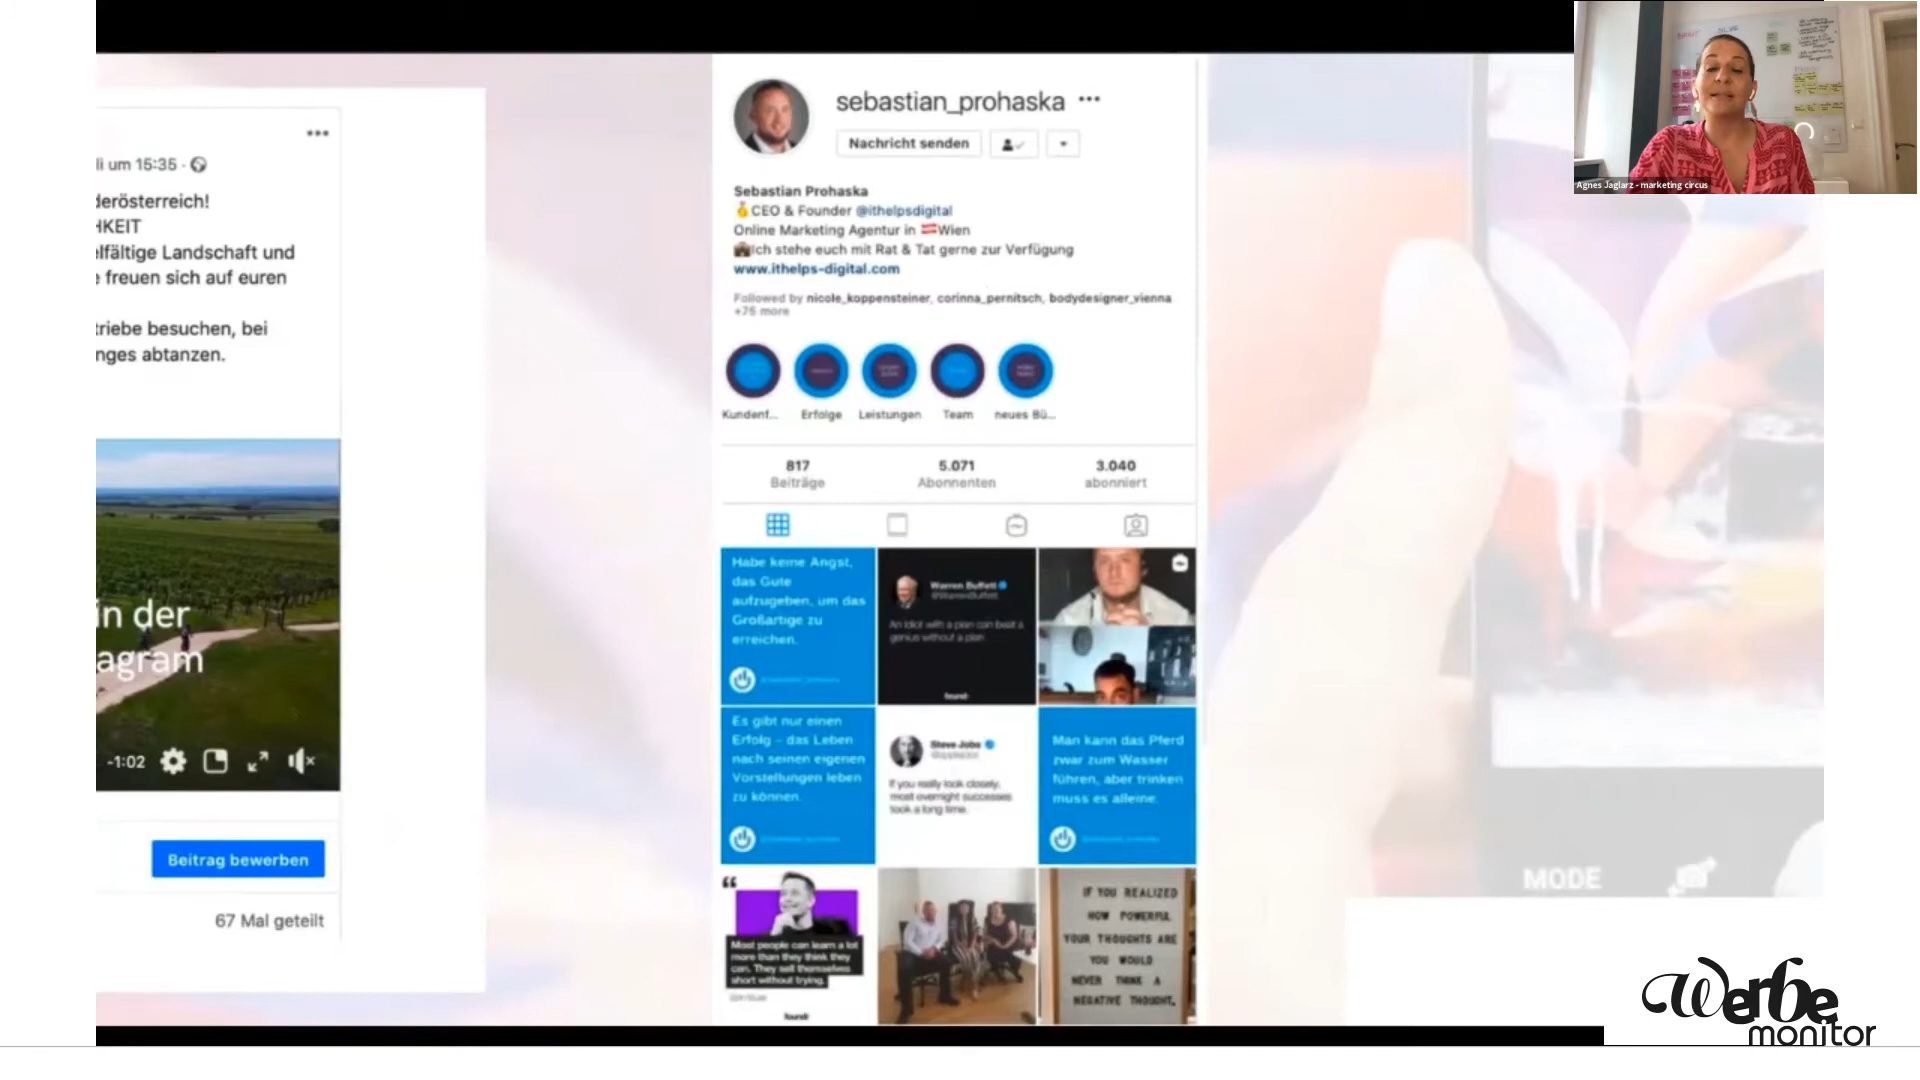 li um 15:35 ·
derösterreich!
HKEIT
elfältige Landschaft und
e freuen sich auf euren
triebe besuchen, bei
nges abtanzen.
in der
agram
-1:02
Beitrag bewerben
67 Mal geteilt
sebastian_prohaska
Nachricht senden
Sebastian Prohaska
CEO & Founder @ithelpsdigital
Online Marketing Agentur in Wien
Ich stehe euch mit Rat & Tat gerne zur Verfügung
www.ithelps-digital.com
Followed by nicole_koppensteiner, corinna_pernitsch, bodydesigner_vienna
+75 more
Kundenf...
Erfolge
Leistungen
Team
neues Bü...
817
Beiträge
5.071
Abonnenten
3.040
abonniert
Habe keine Angst,
das Gute
aufzugeben, um das
Großartige zu
erreichen.
Warren Buffett
@WarrenBuffett
An idiot with a plan can beat a
genius without a plan
foundr
Es gibt nur einen
Erfolg – das Leben
nach seinen eigenen
Vorstellungen leben
zu können.
Steve Jobs
If you really look closely,
most overnight successes
took a long time.
Man kann das Pferd
zwar zum Wasser
führen, aber trinken
muss es alleine.
Most people can learn a lot
more than they think they
can. They sell themselves
short without trying.
foundr
IF YOU REALIZED
HOW POWERFUL
YOUR THOUGHTS ARE
YOU WOULD
NEVER THINK A
NEGATIVE THOUGHT.
MODE
Agnes Jaglarz - marketing circus
Werbe
monitor